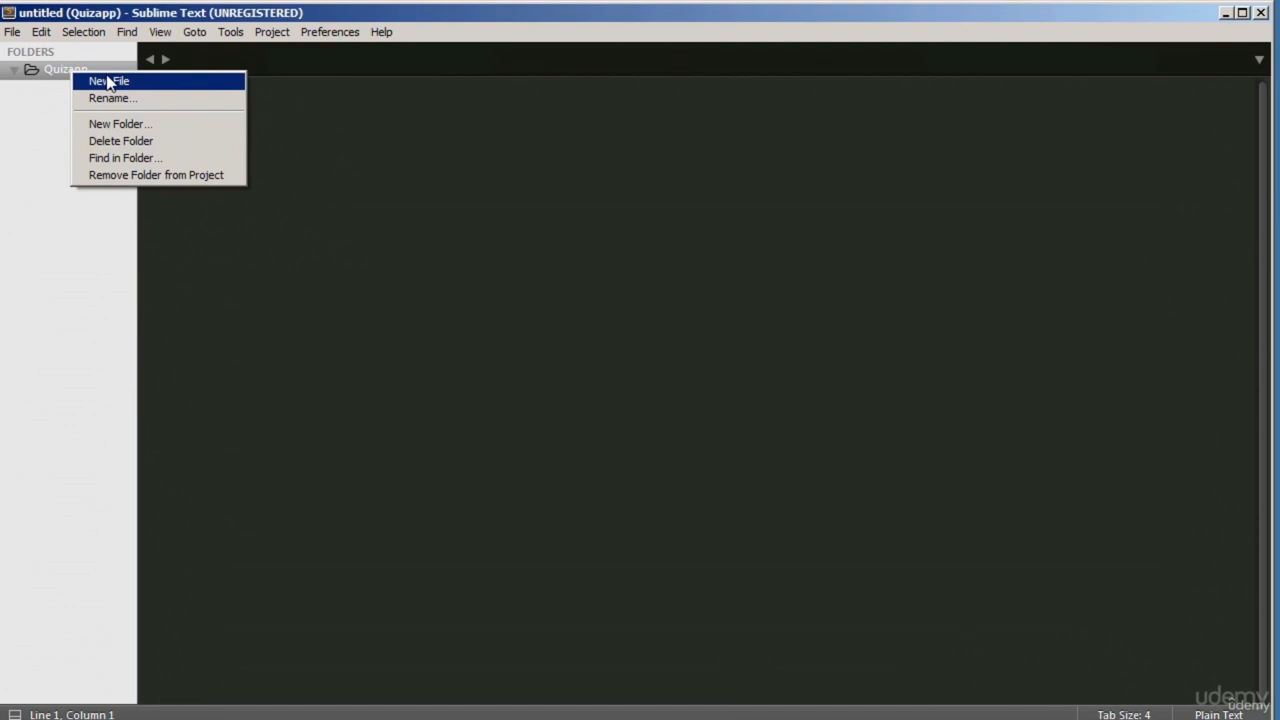 untitled (Quizapp) - Sublime Text (UNREGISTERED)
File Edit Selection Find View Goto Tools Project Preferences Help
FOLDERS
Quizapp
New File
Rename...
New Folder...
Delete Folder
Find in Folder...
Remove Folder from Project
udemy
udemy
Line 1, Column 1
Tab Size: 4
Plain Text